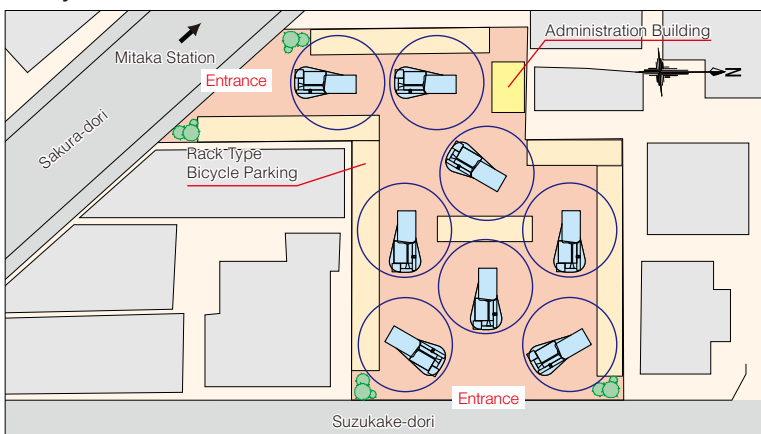 Administration Building
Mitaka Station
Entrance
N
Sakura-dori
Rack Type
Bicycle Parking
Entrance
Suzukake-dori